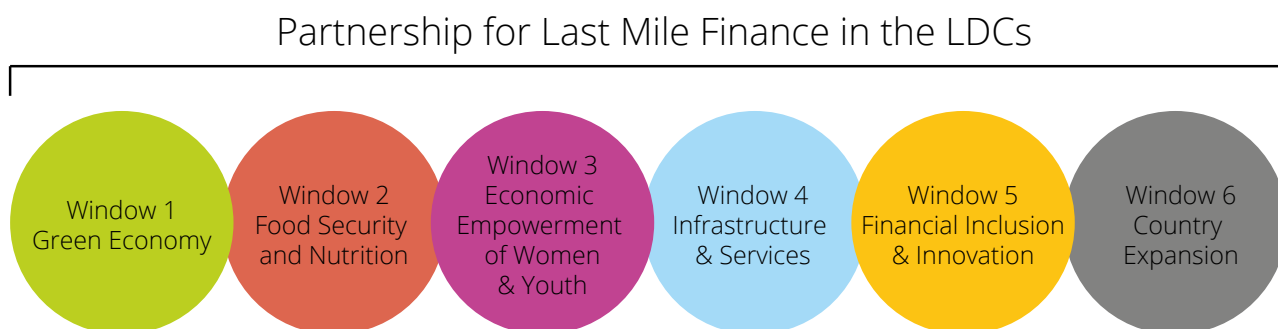 Partnership for Last Mile Finance in the LDCs
Window 1
Green Economy
Window 2
Food Security
and Nutrition
Window 3
Economic
Empowerment
of Women
& Youth
Window 4
Infrastructure
& Services
Window 5
Financial Inclusion
& Innovation
Window 6
Country
Expansion